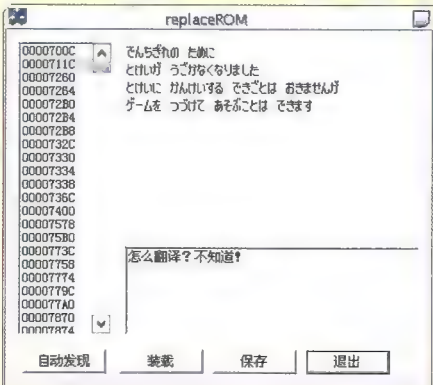 replaceROM
0000700C
0000711C
00007260
00007264
000072B0
000072B4
000072B8
0000732C
00007330
00007334
00007338
0000736C
00007400
00007578
000075B0
0000773C
00007758
00007774
0000779C
000077A0
00007870
00007874
でんちぎれの ために
とけいが うごかなくなりました
とけいに かんけいする できごとは おきませんが
ゲームを つづけて あそぶことは できます
怎么翻译？不知道！
自动发现 装载 保存 退出